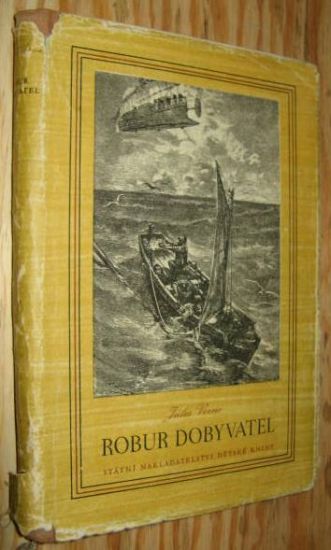 Jules Verne
ROBUR DOBYVATEL
STÁTNÍ NAKLADATELSTVÍ DĚTSKÉ KNIHY